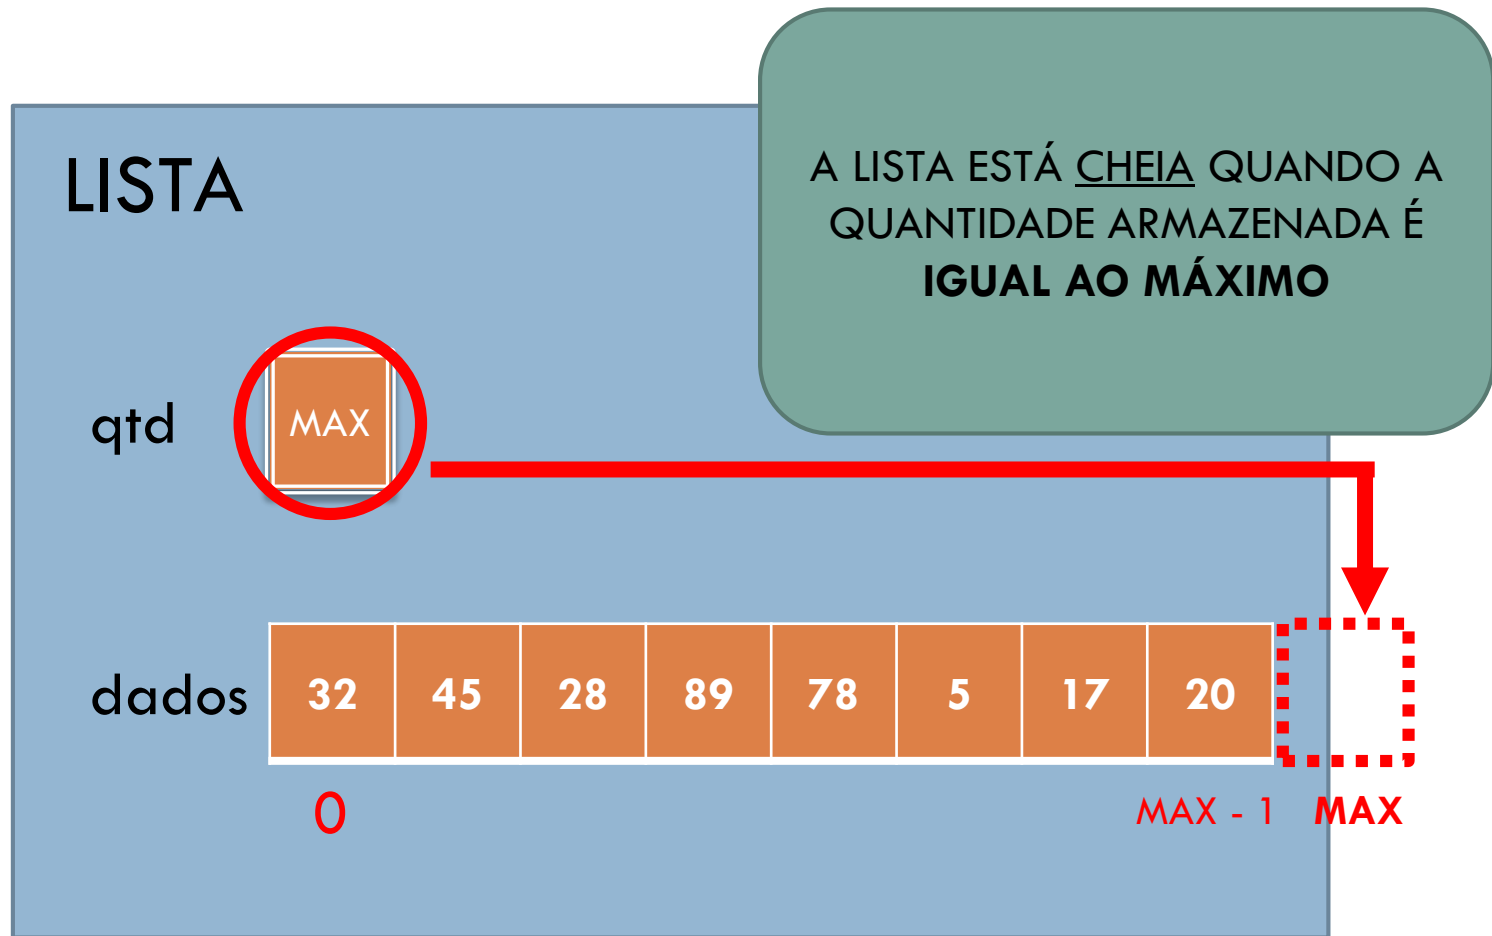 LISTA
A LISTA ESTÁ CHEIA QUANDO A
QUANTIDADE ARMAZENADA É
IGUAL AO MÁXIMO
qtd MAX
dados 32 45 28 89 78 5 17 20
0 MAX - 1 MAX